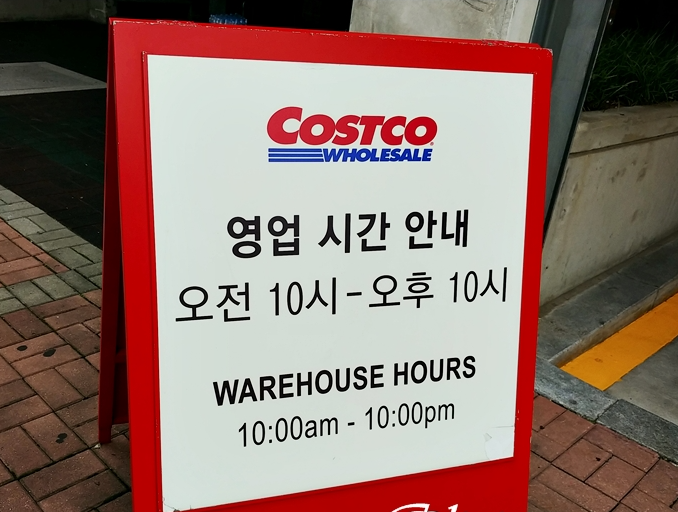 COSTCO
WHOLESALE
영업 시간 안내
오전 10시 - 오후 10시
WAREHOUSE HOURS
10:00am - 10:00pm